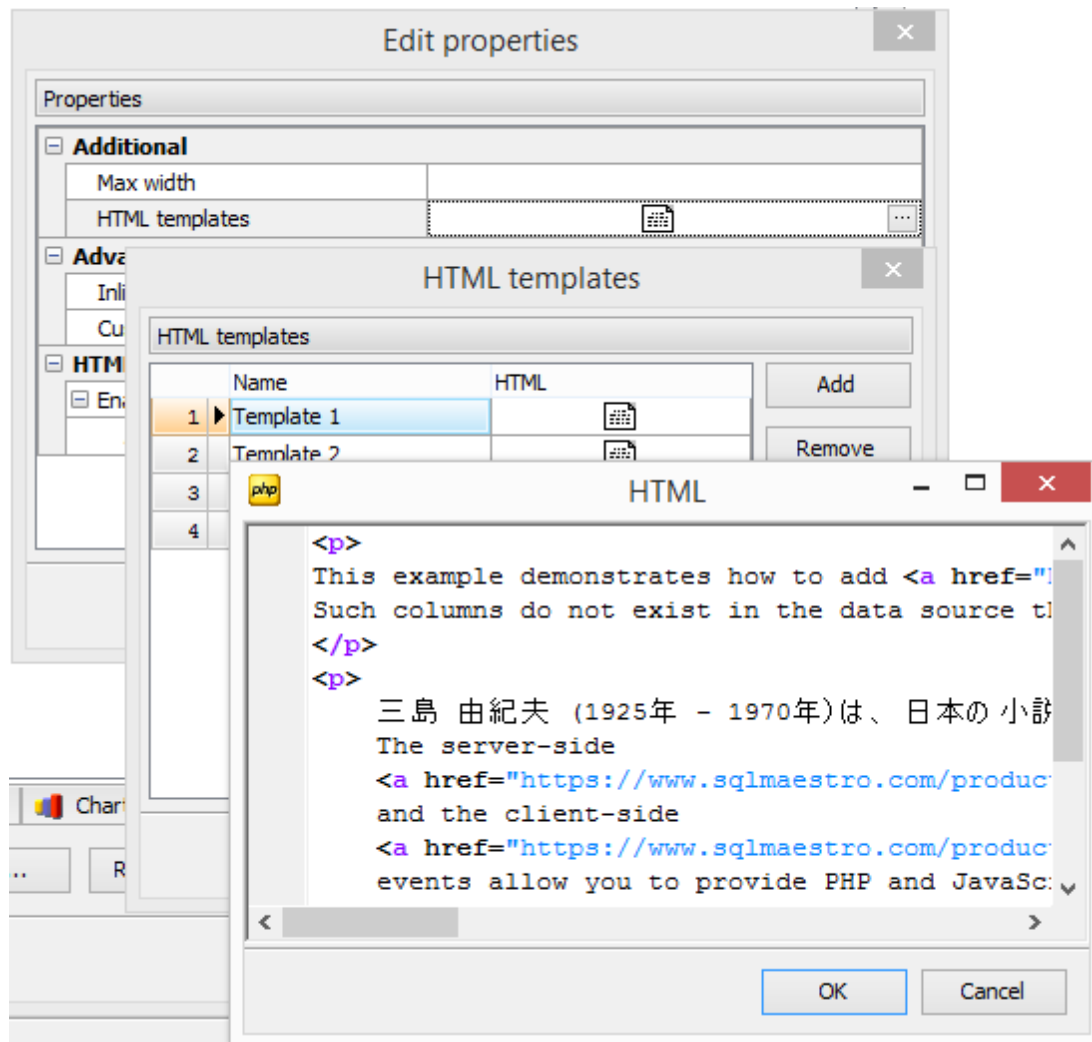 Edit properties
Properties
Additional
Max width
HTML templates
...
HTML templates
HTML templates
Name HTML
Add
1 Template 1
2 Template 2
Remove
3
4
php
HTML
<p>
This example demonstrates how to add <a href="
Such columns do not exist in the data source
</p>
<p>
三島 由紀夫 (1925年 - 1970年)は、 日本の 小説
The server-side
<a href="https://www.sqlmaestro.com/produc
and the client-side
<a href="https://www.sqlmaestro.com/produc
events allow you to provide PHP and JavaSc
..
R
OK
Cancel